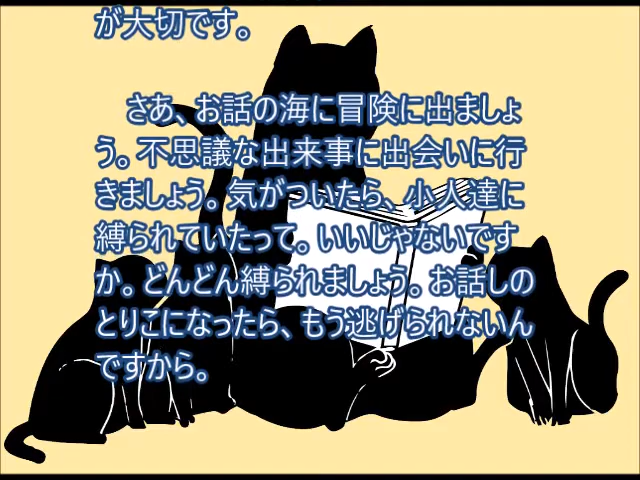 が大切です。
さあ、お話の海に冒険に出ましょ
う。不思議な出来事に出会いに行
きましょう。気がついたら、小人達に
縛られていたって。いいじゃないです
か。どんどん縛られましょう。お話しの
とりこになったら、もう逃げられないん
ですから。